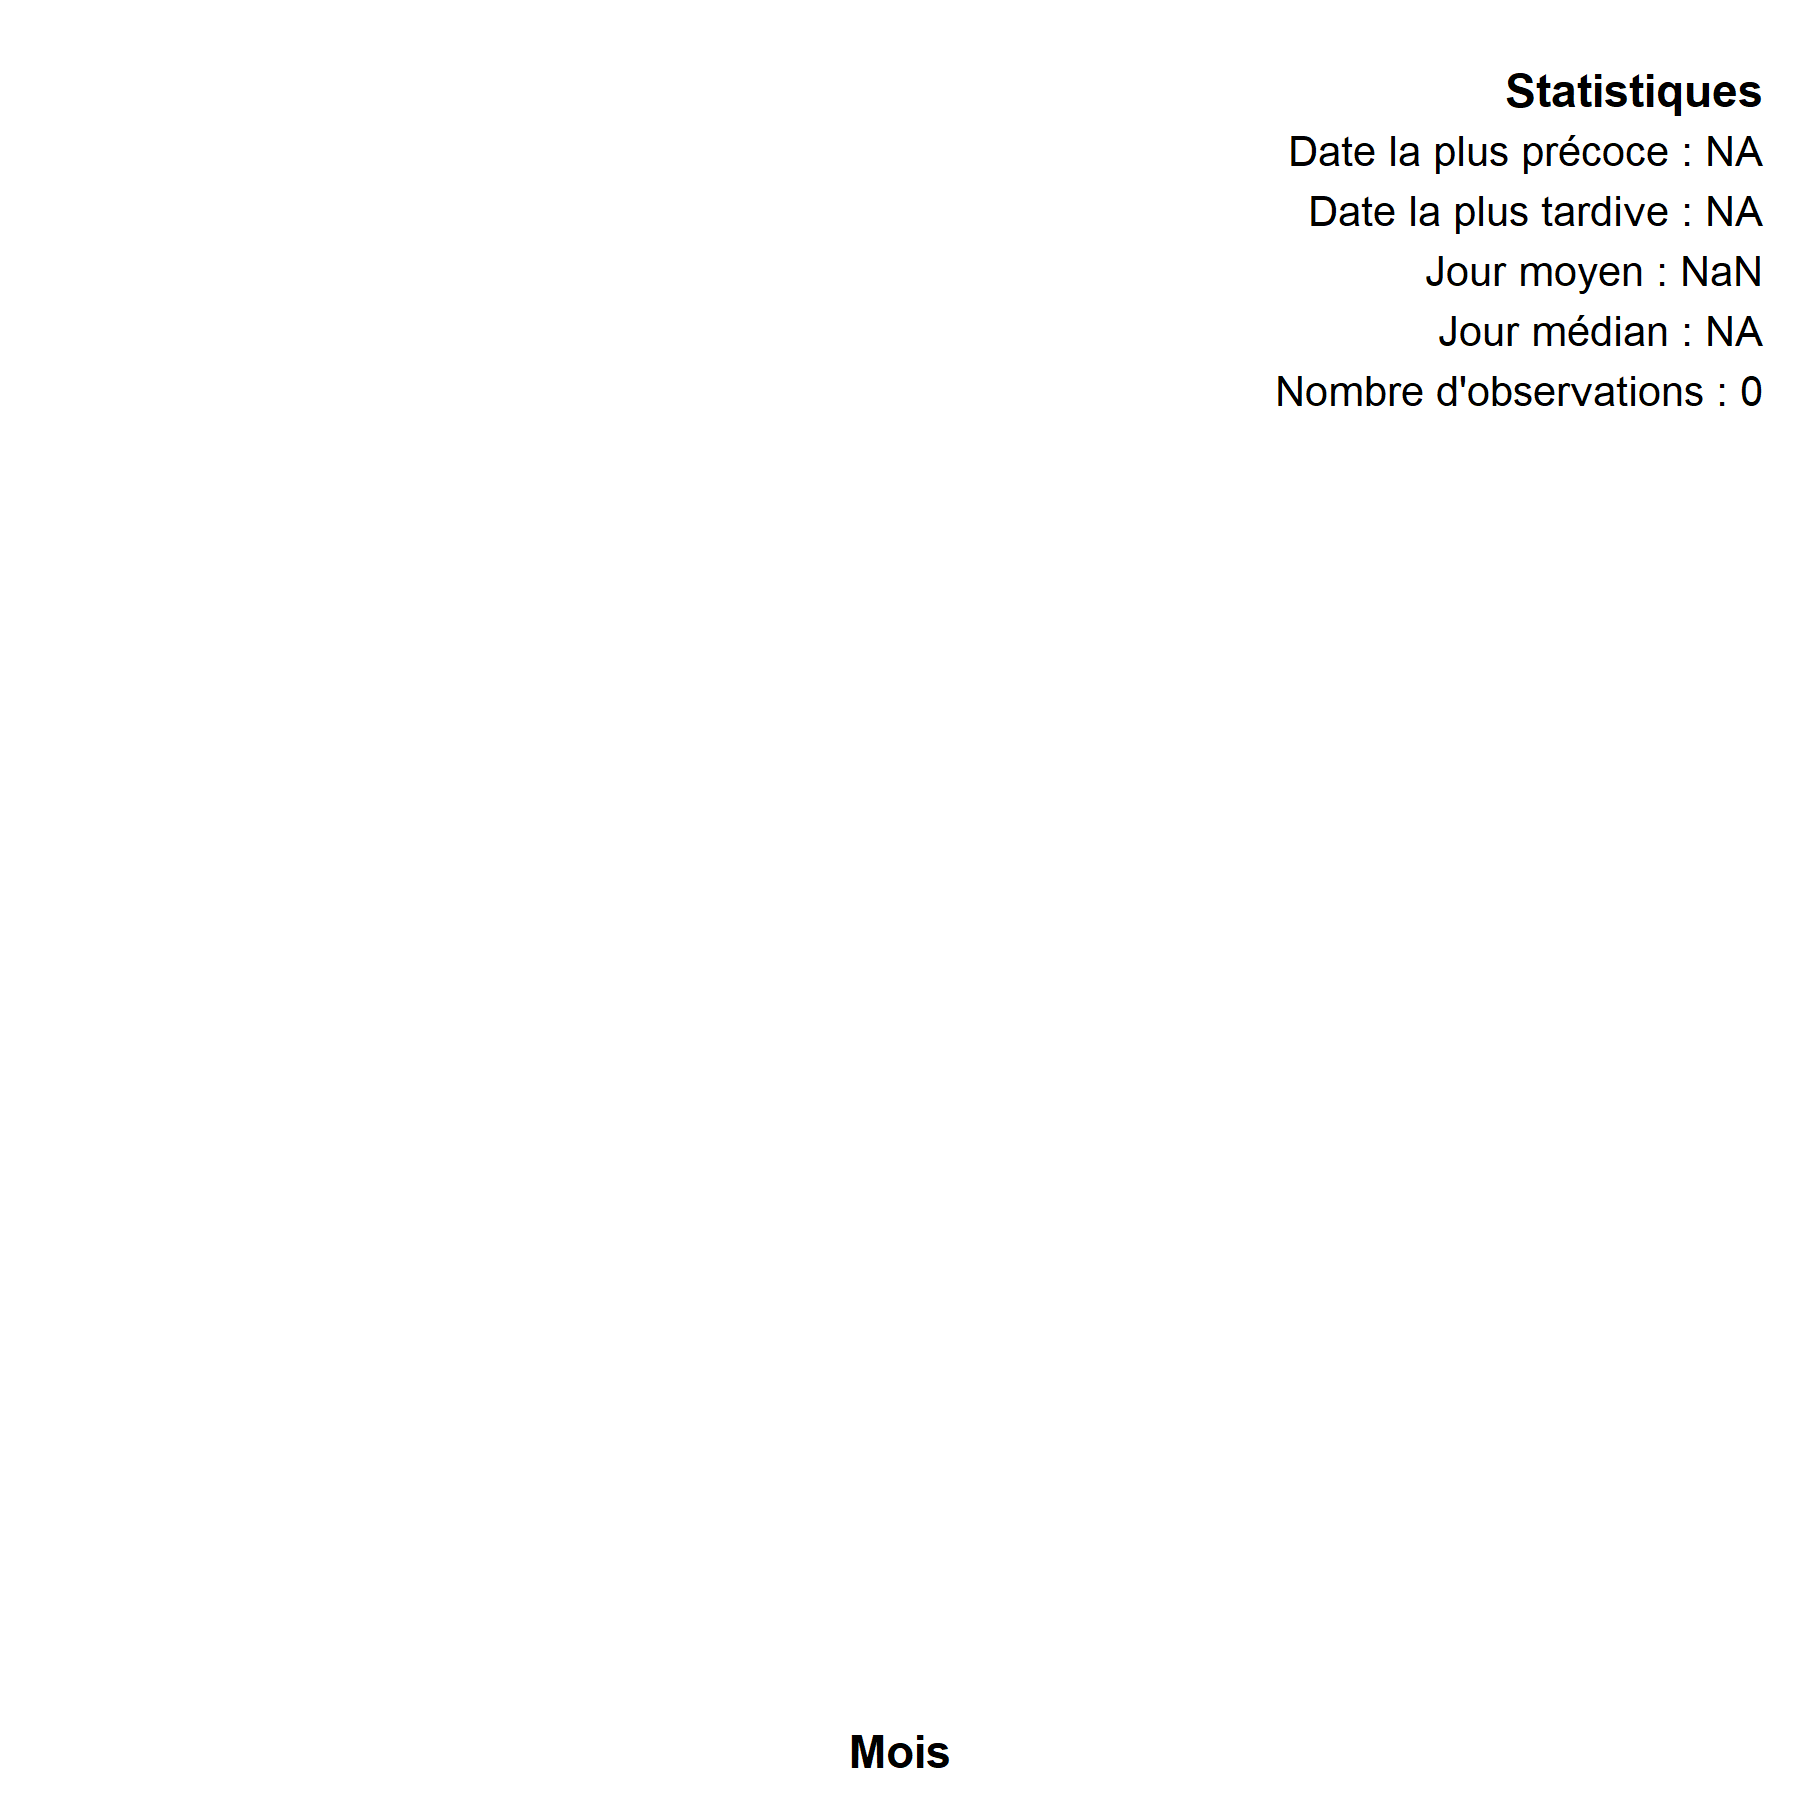 Statistiques
Date la plus précoce : NA
Date la plus tardive : NA
Jour moyen : NaN
Jour médian : NA
Nombre d'observations : 0
Mois